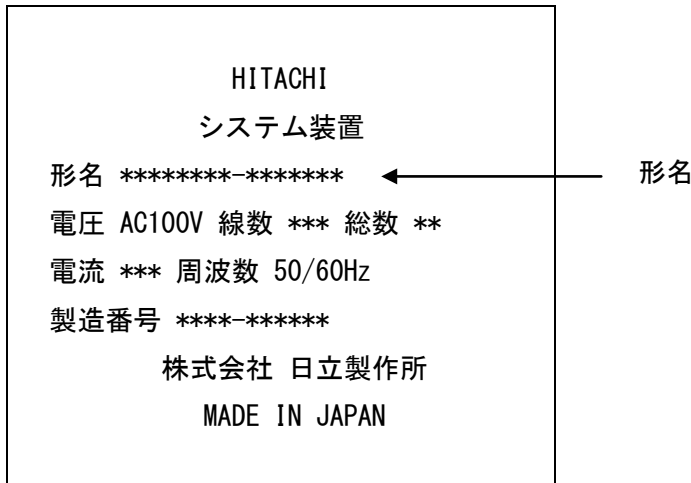 HITACHI
システム装置
形名 ********-*******
形名
電圧 AC100V 線数 *** 総数 **
電流 *** 周波数 50/60Hz
製造番号 ****-******
株式会社 日立製作所
MADE IN JAPAN